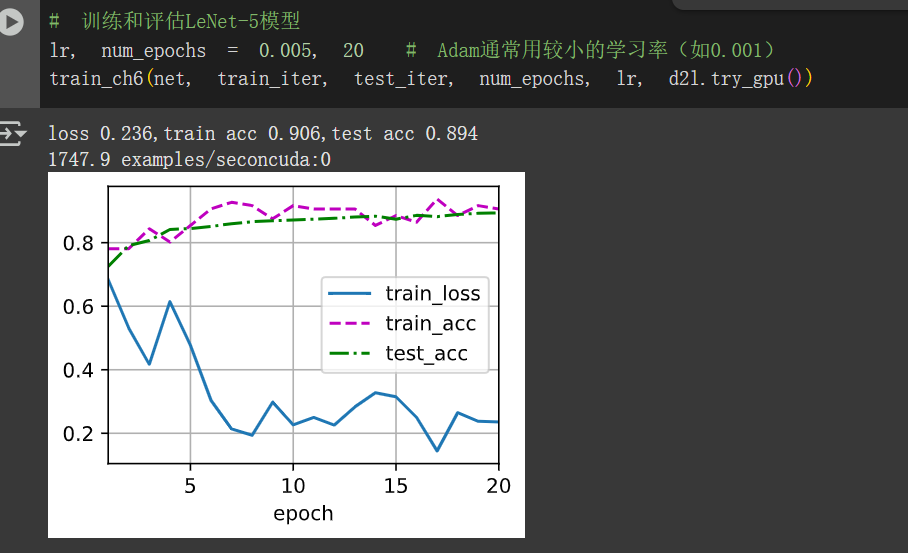 # 训练和评估LeNet-5模型
lr, num_epochs = 0.005, 20 # Adam通常用较小的学习率（如0.001）
train_ch6(net, train_iter, test_iter, num_epochs, lr, d2l.try_gpu())
loss 0.236,train acc 0.906,test acc 0.894
1747.9 examples/seconcuda:0
0.8
0.6
0.4
0.2
train_loss
train_acc
test_acc
5 10 15 20
epoch